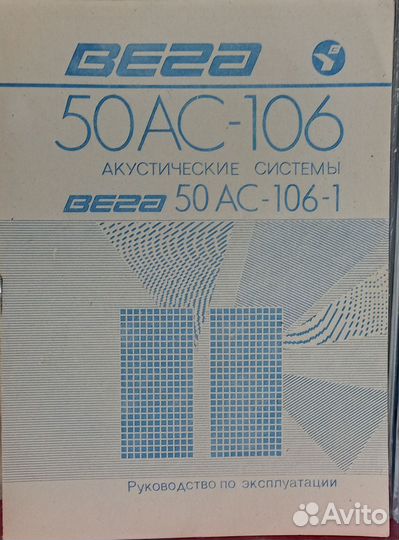 Вега
50АС-106
АКУСТИЧЕСКИЕ СИСТЕМЫ
Вега 50 АС-106-1
Руководство по эксплуатации
Avito